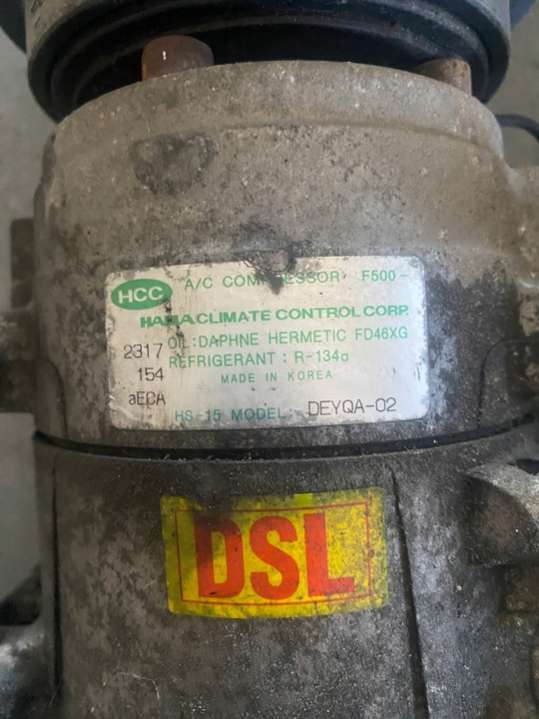 HCC
A/C COMPRESSOR F500-
HALLA CLIMATE CONTROL CORP.
OIL:DAPHNE HERMETIC FD46XG
2317
REFRIGERANT : R-134a
154
MADE IN KOREA
aECA
HS-15 MODEL: DEYQA-02
DSL